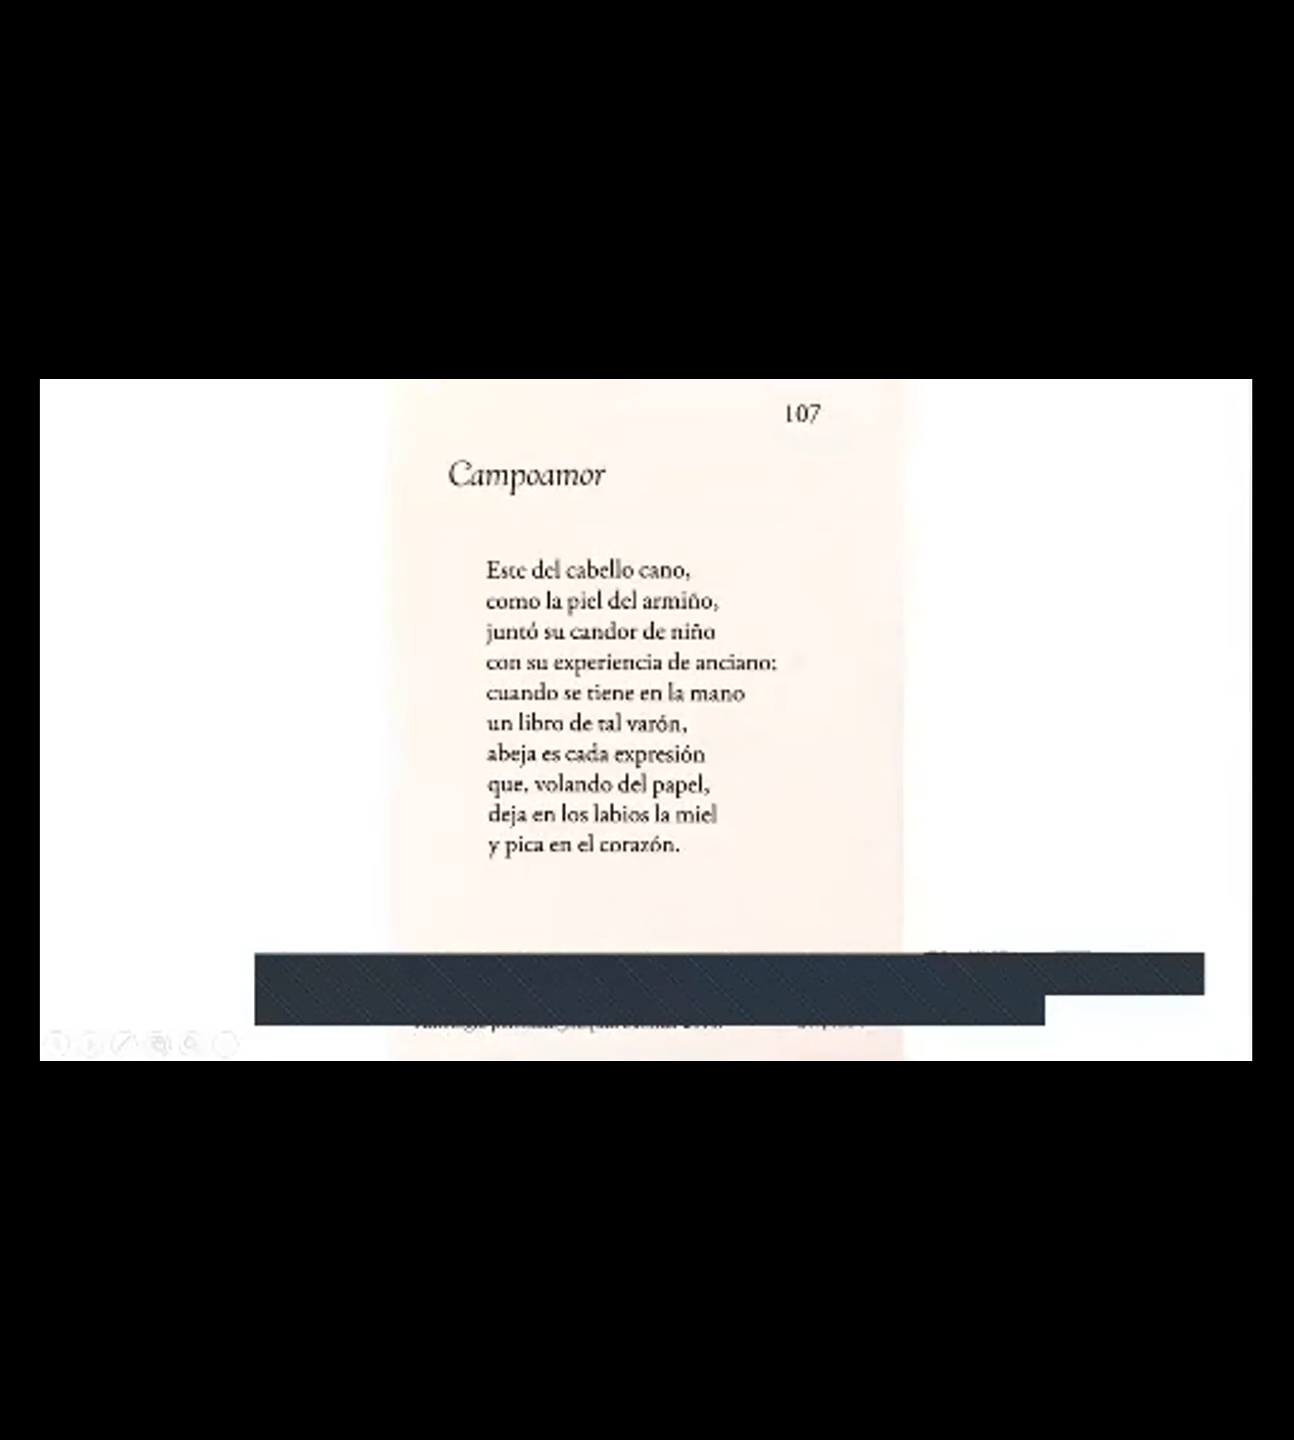 107
Campoamor
Este del cabello cano,
como la piel del armiño,
juntó su candor de niño
con su experiencia de anciano;
cuando se tiene en la mano
un libro de tal varón,
abeja es cada expresión
que, volando del papel,
deja en los labios la miel
y pica en el corazón.